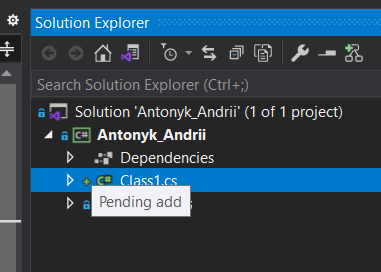 Solution Explorer
Search Solution Explorer (Ctrl+;)
Solution 'Antonyk_Andrii' (1 of 1 project)
C# Antonyk_Andrii
Dependencies
+ C# Class1.cs
Pending add